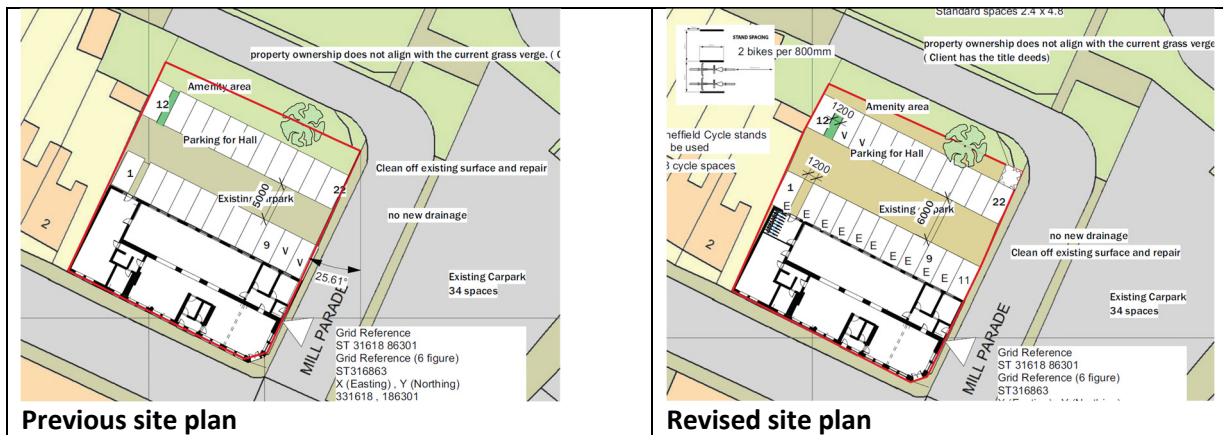 property ownership does not align with the current grass verge. ( C
Amenity area
12
Parking for Hall
Clean off existing surface and repair
1
22
5000
no new drainage
2
9
V
V
25.61°
Existing Carpark
34 spaces
MILL PARADE
Grid Reference
ST 31618 86301
Grid Reference (6 figure)
ST316863
X (Easting) , Y (Northing)
331618 , 186301
Previous site plan
Standard spaces 2.4 x 4.8
STAND SPACING
2 bikes per 800mm
property ownership does not align with the current grass verge
( Client has the title deeds)
Amenity area
1200
12
V
neffield Cycle stands
be used
Parking for Hall
cycle spaces
1200
1
22
Existing
6000
E
E
E
E
E
E
E
E
9
E
11
no new drainage
Clean off existing surface and repair
2
Existing Carpark
34 spaces
MILL PARADE
Grid Reference
ST 31618 86301
Grid Reference (6 figure)
ST316863
Revised site plan